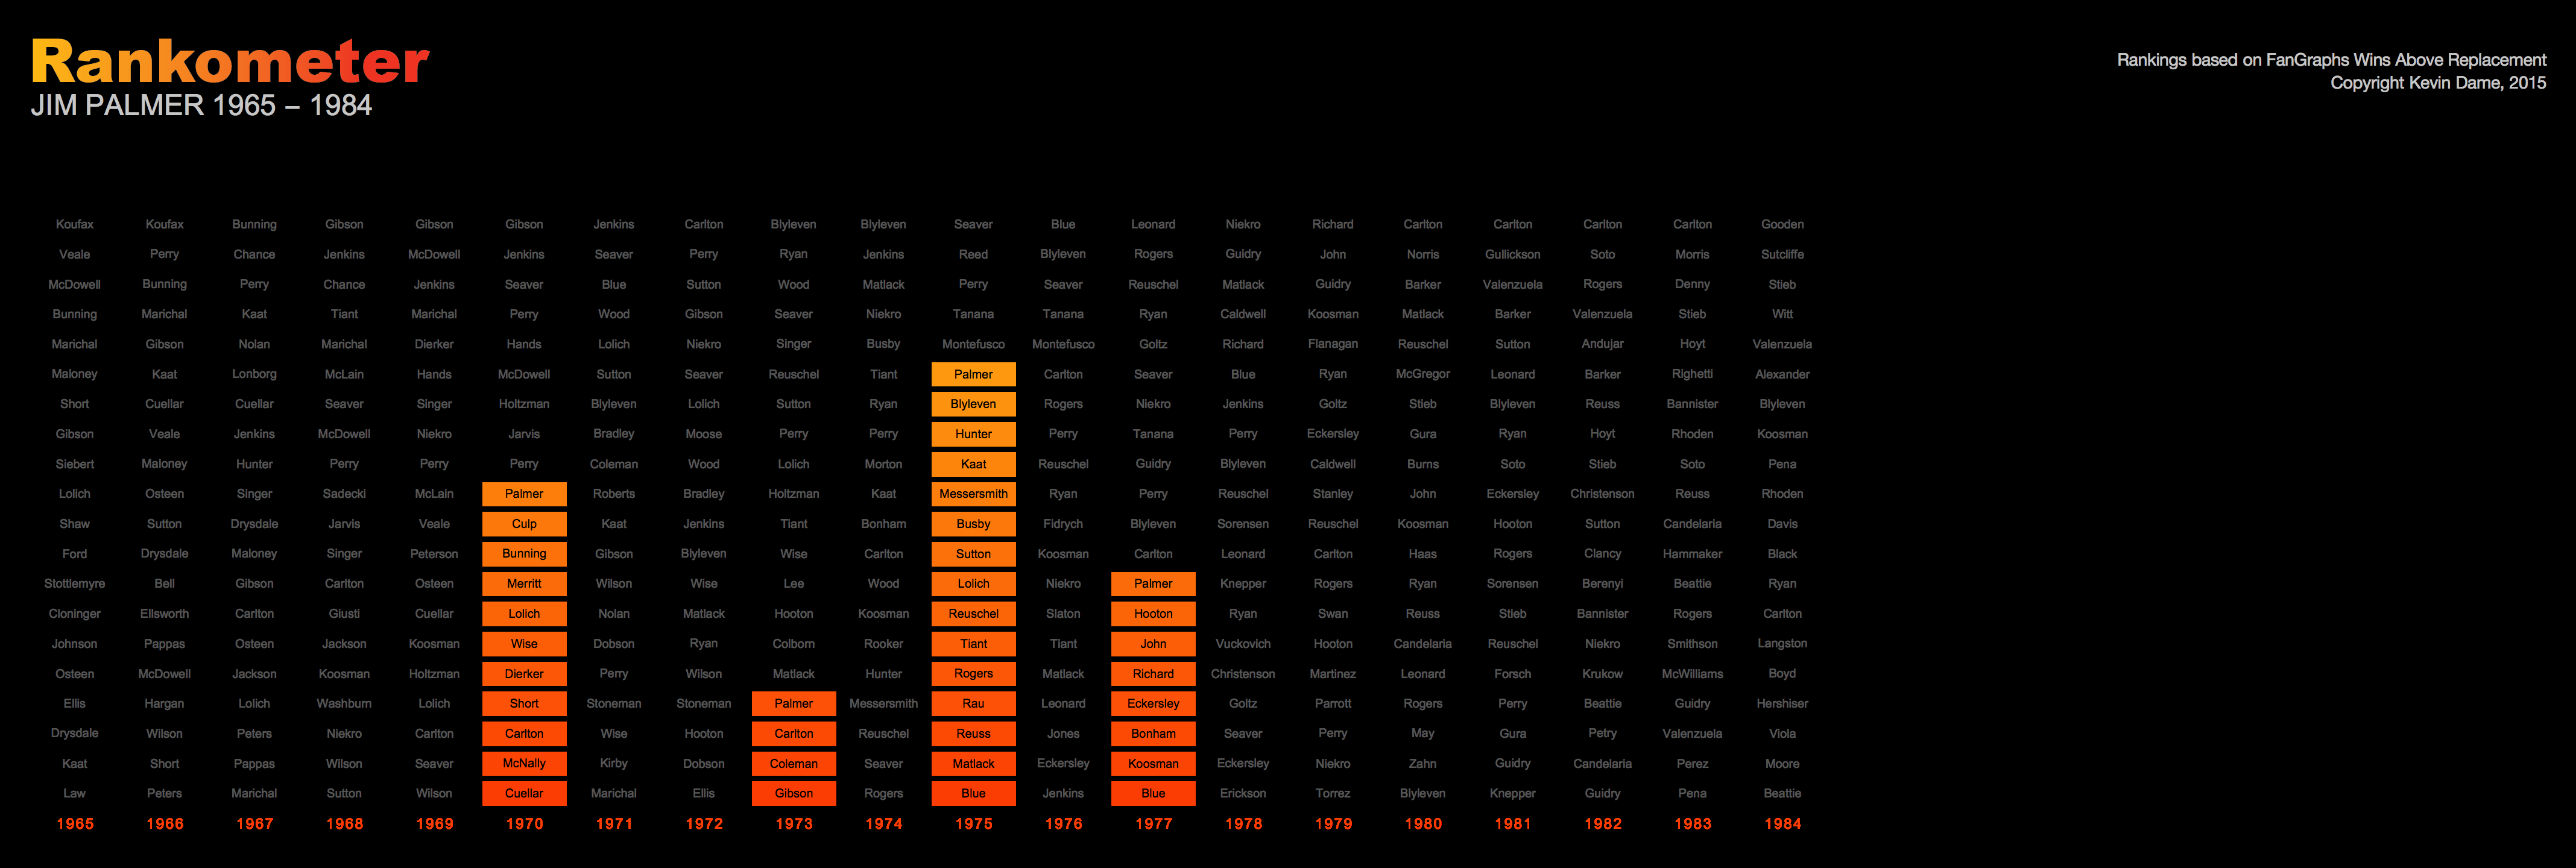 Rankometer
JIM PALMER 1965 – 1984
Rankings based on FanGraphs Wins Above Replacement
Copyright Kevin Dame, 2015
Koufax Koufax Bunning Gibson Gibson Gibson Jenkins Carlton Blyleven Blyleven Seaver Blue Leonard Niekro Richard Carlton Carlton Carlton Carlton Gooden
Veale Perry Chance Jenkins McDowell Jenkins Seaver Perry Ryan Jenkins Reed Blyleven Rogers Guidry John Norris Gullickson Soto Morris Sutcliffe
McDowell Bunning Perry Chance Jenkins Seaver Blue Sutton Wood Matlack Perry Seaver Reuschel Matlack Guidry Barker Valenzuela Rogers Denny Stieb
Bunning Marichal Kaat Tiant Marichal Perry Wood Gibson Seaver Niekro Tanana Tanana Ryan Caldwell Koosman Matlack Barker Valenzuela Stieb Witt
Marichal Gibson Nolan Marichal Dierker Hands Lolich Niekro Singer Busby Montefusco Montefusco Goltz Richard Flanagan Reuschel Sutton Andujar Hoyt Valenzuela
Maloney Kaat Lonborg McLain Hands McDowell Sutton Seaver Reuschel Tiant Palmer Carlton Seaver Blue Ryan McGregor Leonard Barker Righetti Alexander
Short Cuellar Cuellar Seaver Singer Holtzman Blyleven Lolich Sutton Ryan Blyleven Rogers Niekro Jenkins Goltz Stieb Blyleven Reuss Bannister Blyleven
Gibson Veale Jenkins McDowell Niekro Jarvis Bradley Moose Perry Perry Hunter Perry Tanana Perry Eckersley Gura Ryan Hoyt Rhoden Koosman
Siebert Maloney Hunter Perry Perry Perry Coleman Wood Lolich Morton Kaat Reuschel Guidry Blyleven Caldwell Burns Soto Stieb Soto Pena
Lolich Osteen Singer Sadecki McLain Palmer Roberts Bradley Holtzman Kaat Messersmith Ryan Perry Reuschel Stanley John Eckersley Christenson Reuss Rhoden
Shaw Sutton Drysdale Jarvis Veale Culp Kaat Jenkins Tiant Bonham Busby Fidrych Blyleven Sorensen Reuschel Koosman Hooton Sutton Candelaria Davis
Ford Drysdale Maloney Singer Peterson Bunning Gibson Blyleven Wise Carlton Sutton Koosman Carlton Leonard Carlton Haas Rogers Clancy Hammaker Black
Stottlemyre Bell Gibson Carlton Osteen Merritt Wilson Wise Lee Wood Lolich Niekro Palmer Knepper Rogers Ryan Sorensen Berenyi Beattie Ryan
Cloninger Ellsworth Carlton Giusti Cuellar Lolich Nolan Matlack Hooton Koosman Reuschel Slaton Hooton Ryan Swan Reuss Stieb Bannister Rogers Carlton
Johnson Pappas Osteen Jackson Koosman Wise Dobson Ryan Colborn Rooker Tiant Tiant John Vuckovich Hooton Candelaria Reuschel Niekro Smithson Langston
Osteen McDowell Jackson Koosman Holtzman Dierker Perry Wilson Matlack Hunter Rogers Matlack Richard Christenson Martinez Leonard Forsch Krukow McWilliams Boyd
Ellis Hargan Lolich Washburn Lolich Short Stoneman Stoneman Palmer Messersmith Rau Leonard Eckersley Goltz Parrott Rogers Perry Beattie Guidry Hershiser
Drysdale Wilson Peters Niekro Carlton Carlton Wise Hooton Carlton Reuschel Reuss Jones Bonham Seaver Perry May Gura Petry Valenzuela Viola
Kaat Short Pappas Wilson Seaver McNally Kirby Dobson Coleman Seaver Matlack Eckersley Koosman Eckersley Niekro Zahn Guidry Candelaria Perez Moore
Law Peters Marichal Sutton Wilson Cuellar Marichal Ellis Gibson Rogers Blue Jenkins Blue Erickson Torrez Blyleven Knepper Guidry Pena Beattie
1965 1966 1967 1968 1969 1970 1971 1972 1973 1974 1975 1976 1977 1978 1979 1980 1981 1982 1983 1984